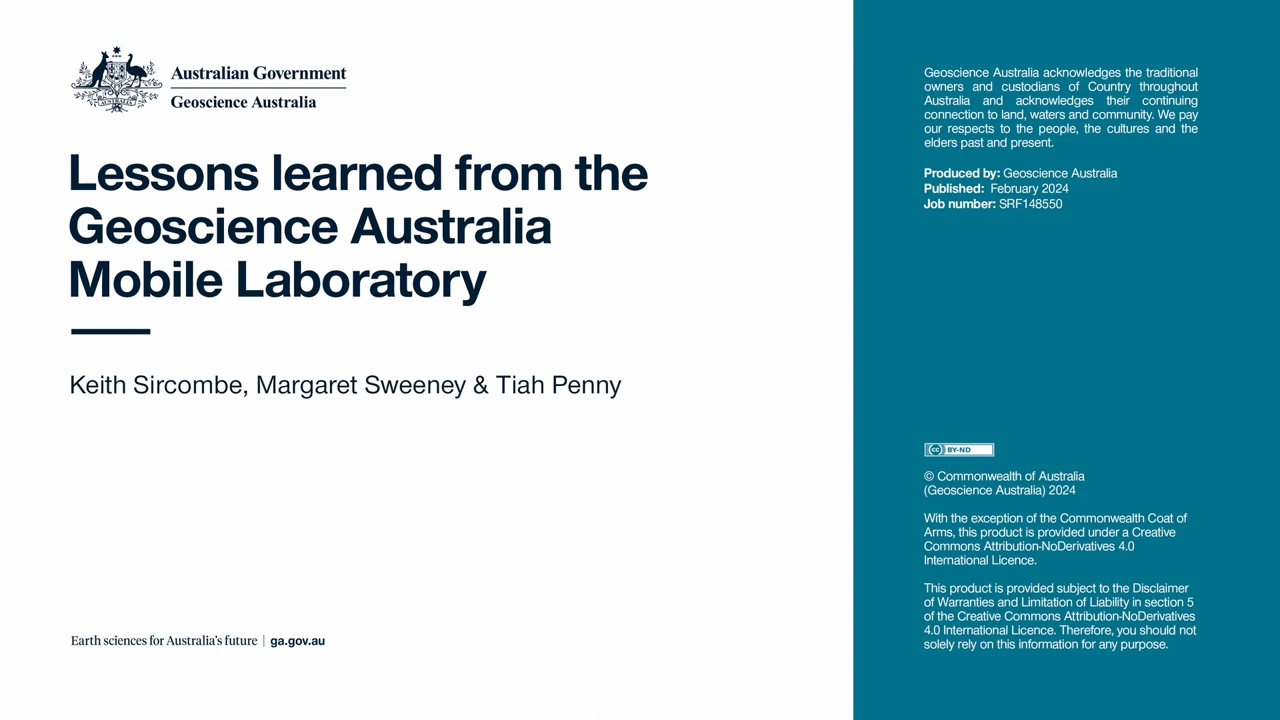 Australian Government
Geoscience Australia
Lessons learned from the
Geoscience Australia
Mobile Laboratory
Keith Sircombe, Margaret Sweeney & Tiah Penny
Earth sciences for Australia's future | ga.gov.au
Geoscience Australia acknowledges the traditional
owners and custodians of Country throughout
Australia and acknowledges their continuing
connection to land, waters and community. We pay
our respects to the people, the cultures and the
elders past and present.
Produced by: Geoscience Australia
Published: February 2024
Job number: SRF148550
cc BY-ND
© Commonwealth of Australia
(Geoscience Australia) 2024
With the exception of the Commonwealth Coat of
Arms, this product is provided under a Creative
Commons Attribution-NoDerivatives 4.0
International Licence.
This product is provided subject to the Disclaimer
of Warranties and Limitation of Liability in section 5
of the Creative Commons Attribution-NoDerivatives
4.0 International Licence. Therefore, you should not
solely rely on this information for any purpose.